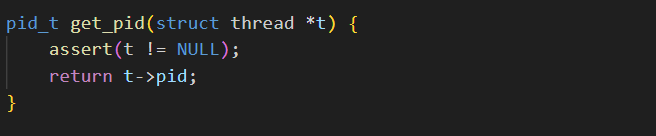 pid_t get_pid(struct thread *t) {
    assert(t != NULL);
    return t->pid;
}